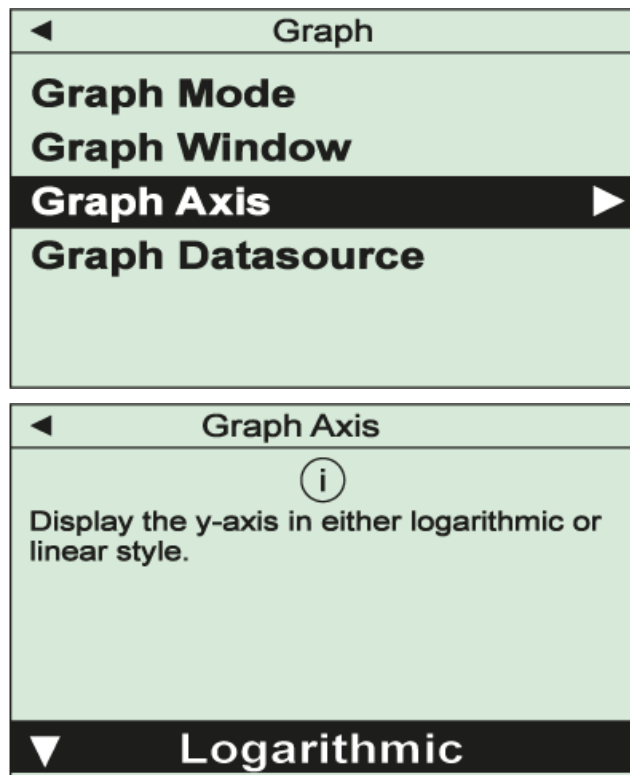 Graph
Graph Mode
Graph Window
Graph Axis
Graph Datasource
Graph Axis
i
Display the y-axis in either logarithmic or
linear style.
Logarithmic